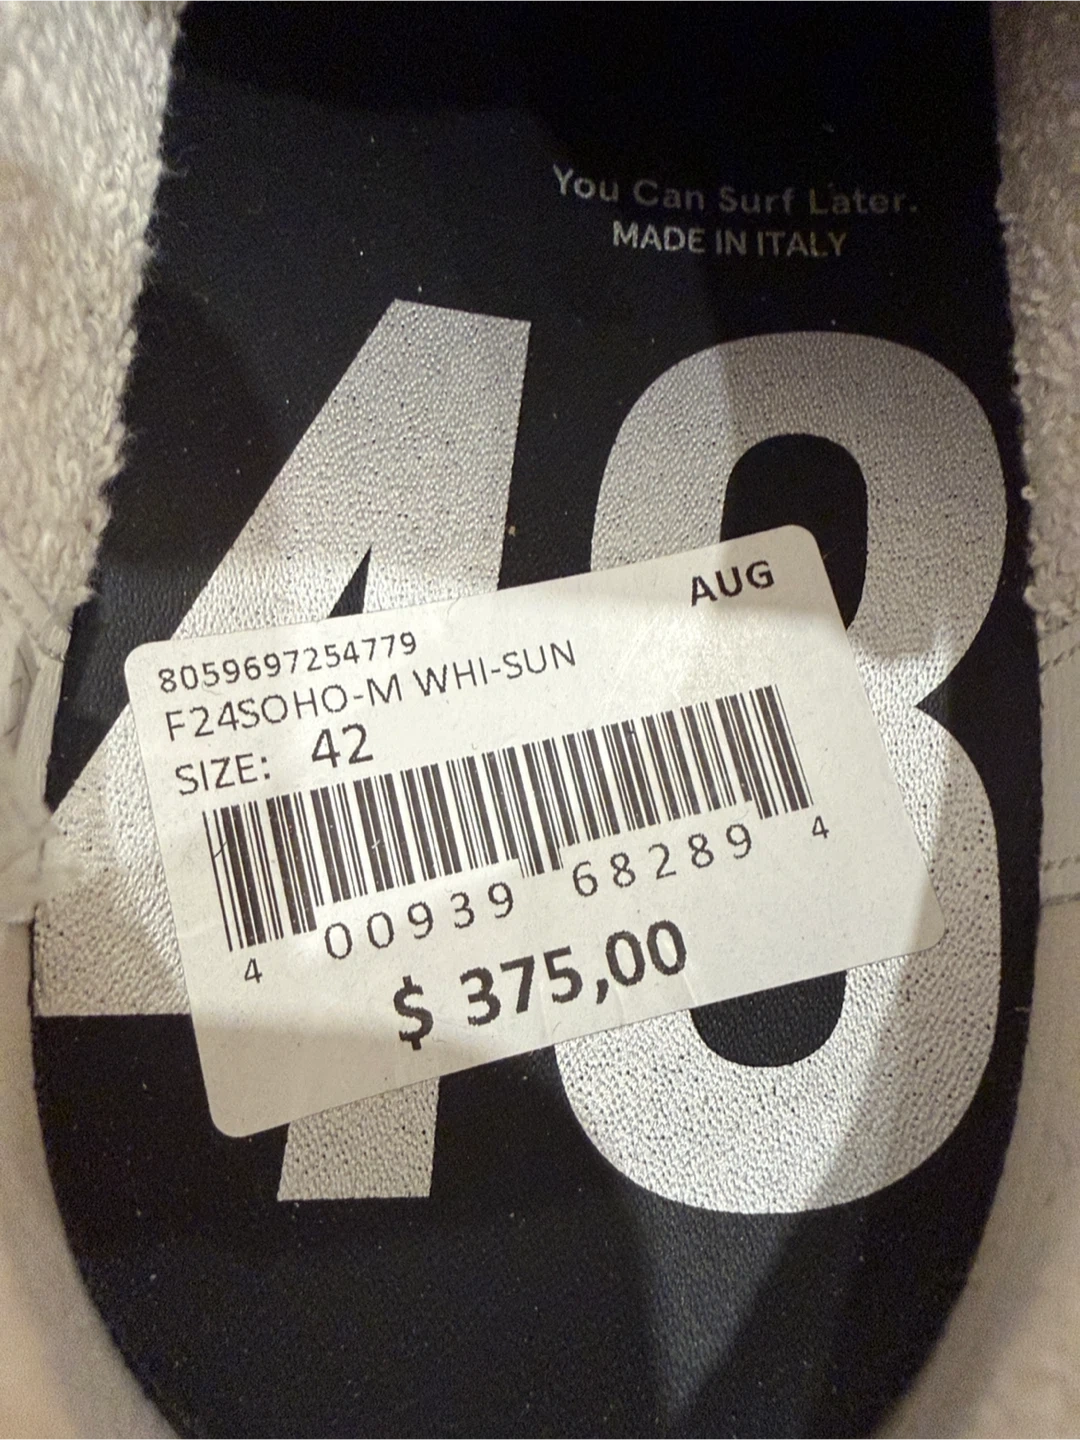 You Can Surf Later.
MADE IN ITALY
48
AUG
8059697254779
F24SOHO-M WHI-SUN
SIZE: 42
4 00939 68289 4
$ 375,00